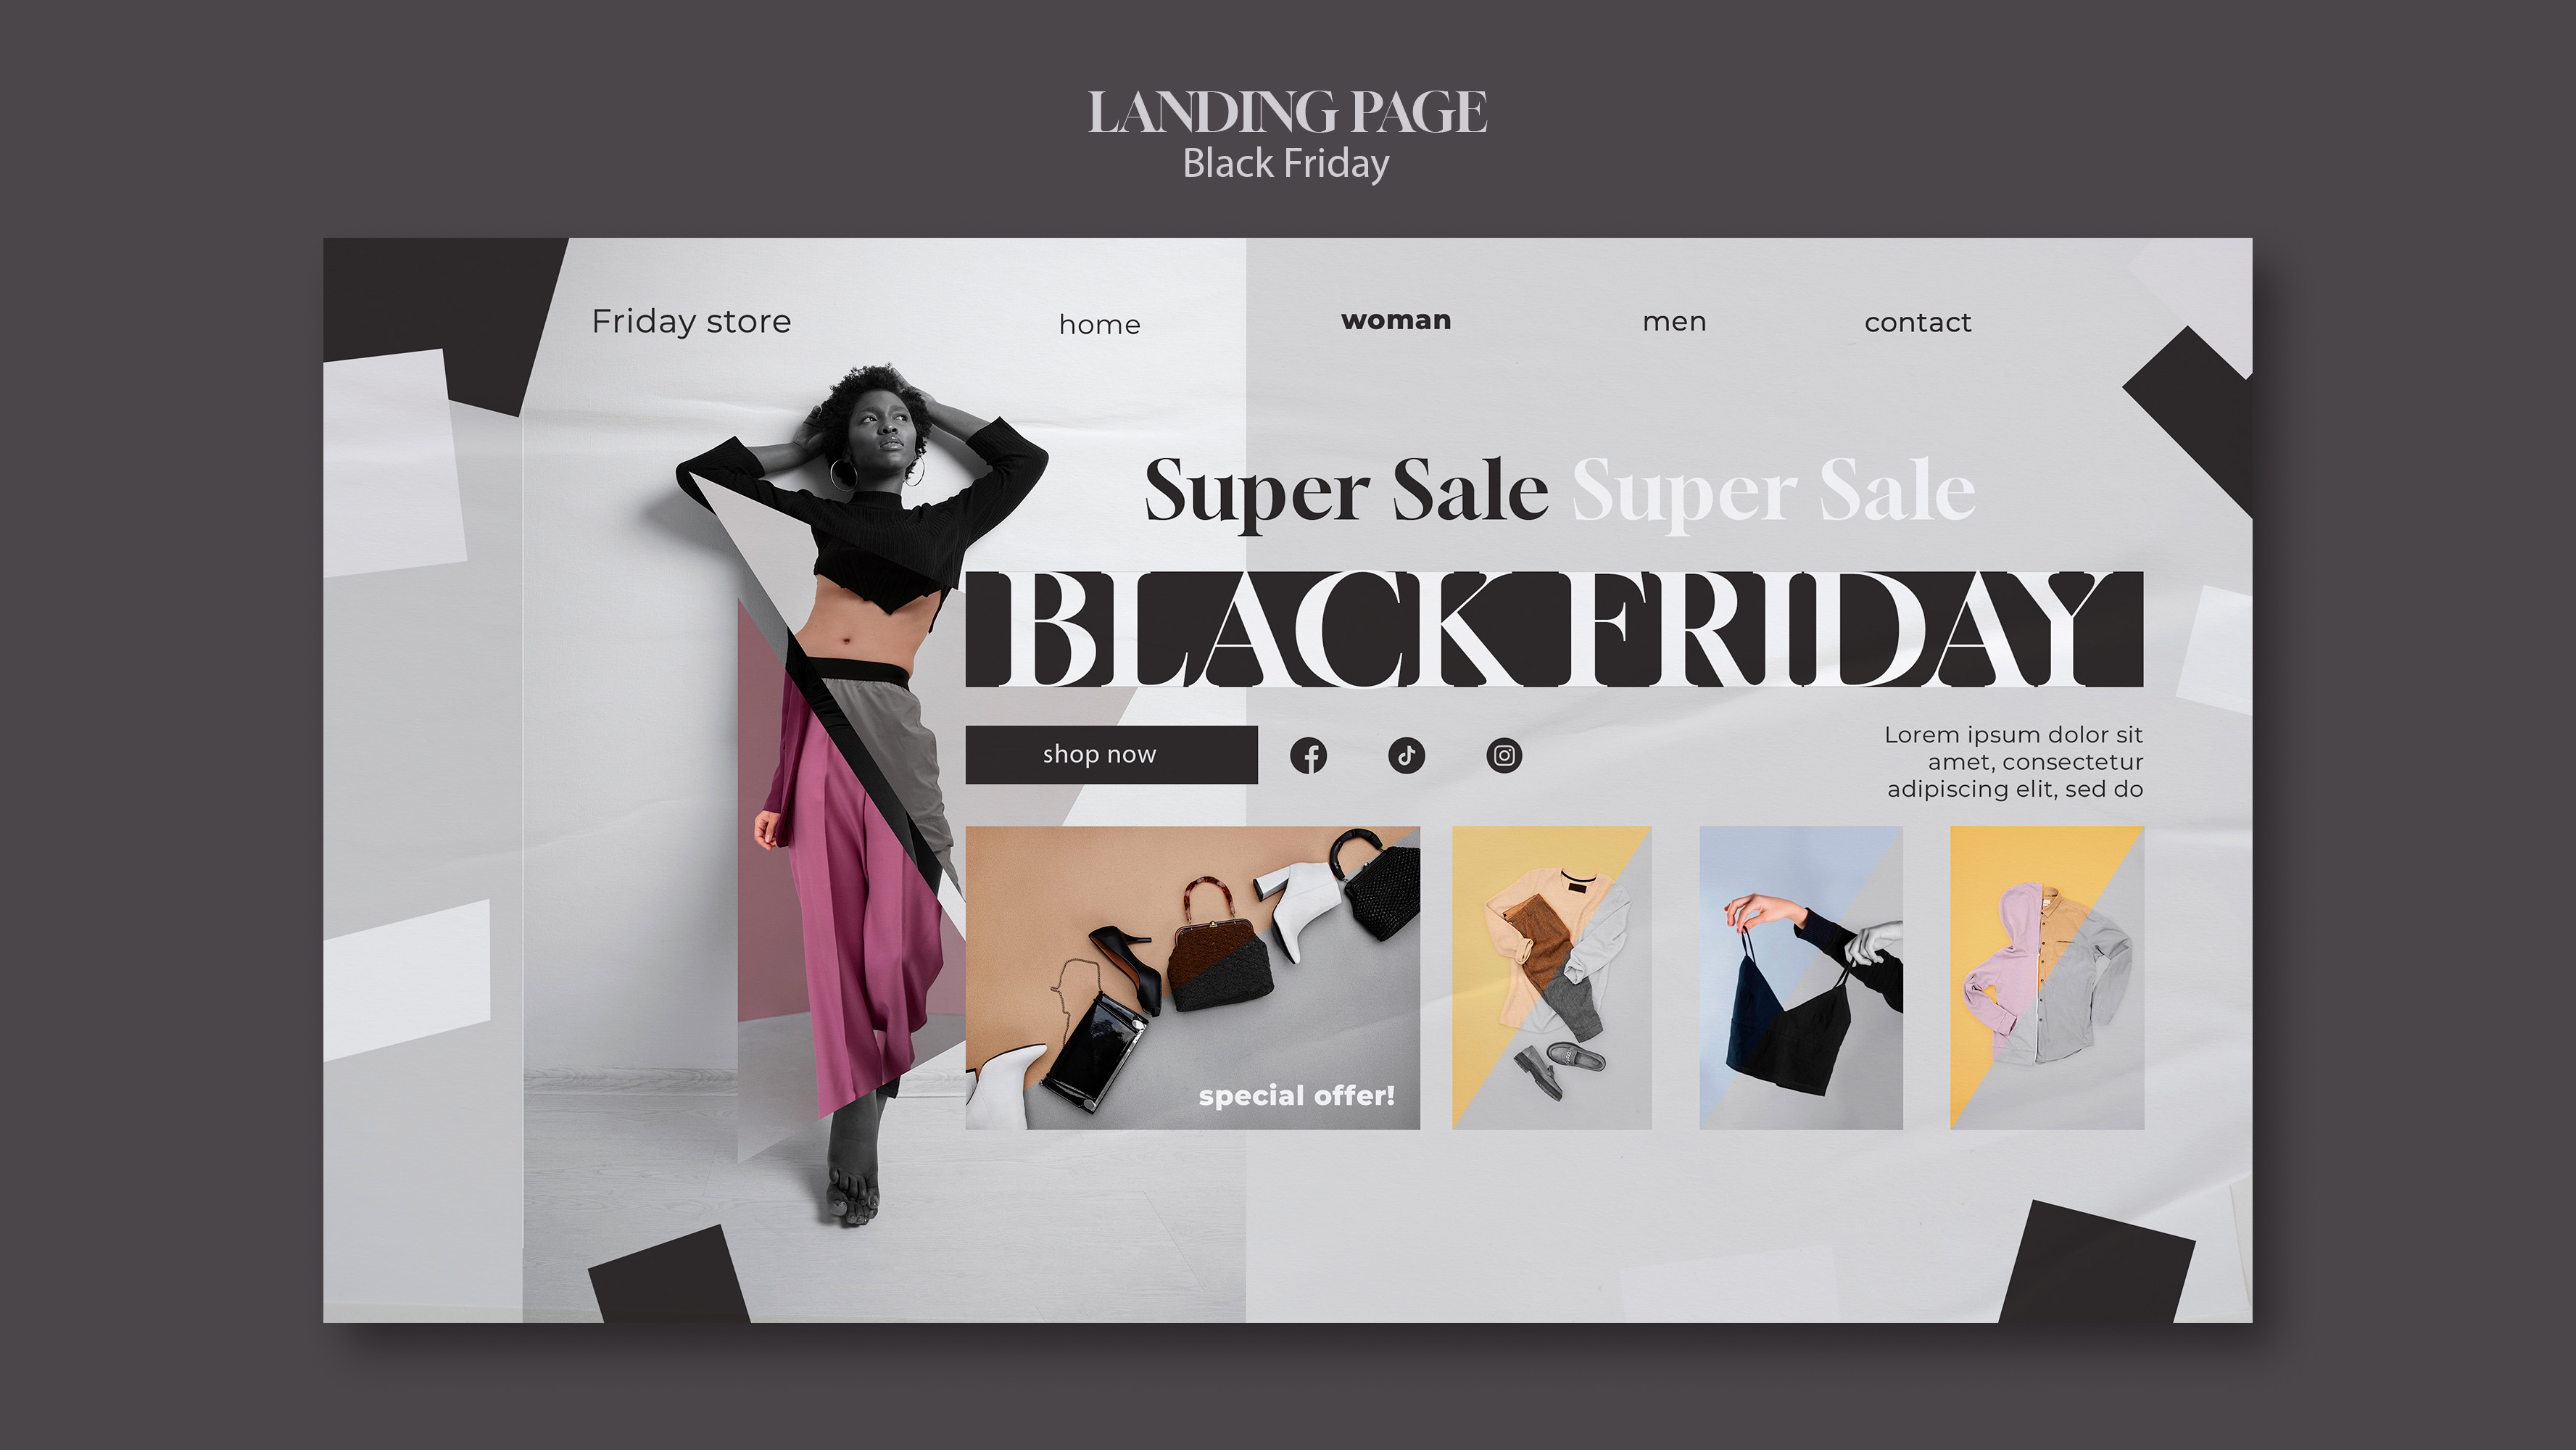 LANDING PAGE
Black Friday
Friday store
home
woman
men
contact
Super Sale Super Sale
BLACK FRIDAY
shop now
Lorem ipsum dolor sit
amet, consectetur
adipiscing elit, sed do
special offer!